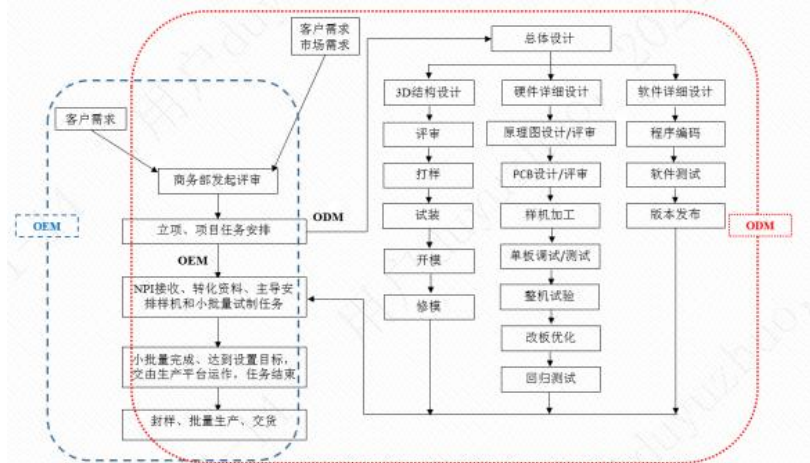 客户需求
市场需求
总体设计
3D结构设计
硬件详细设计
软件详细设计
客户需求
评审
原理图设计/评审
程序编码
打样
PCB设计/评审
软件测试
商务部发起评审
试装
样机加工
版本发布
OEM
立项、项目任务安排
ODM
ODM
OEM
开模
单板调试/测试
NPI接收、转化资料、主导安
排样机和小批量试制任务
修模
整机试验
改板优化
小批量完成、达到设置目标,
交由生产平台运作,任务结束
回归测试
封样、批量生产、交货